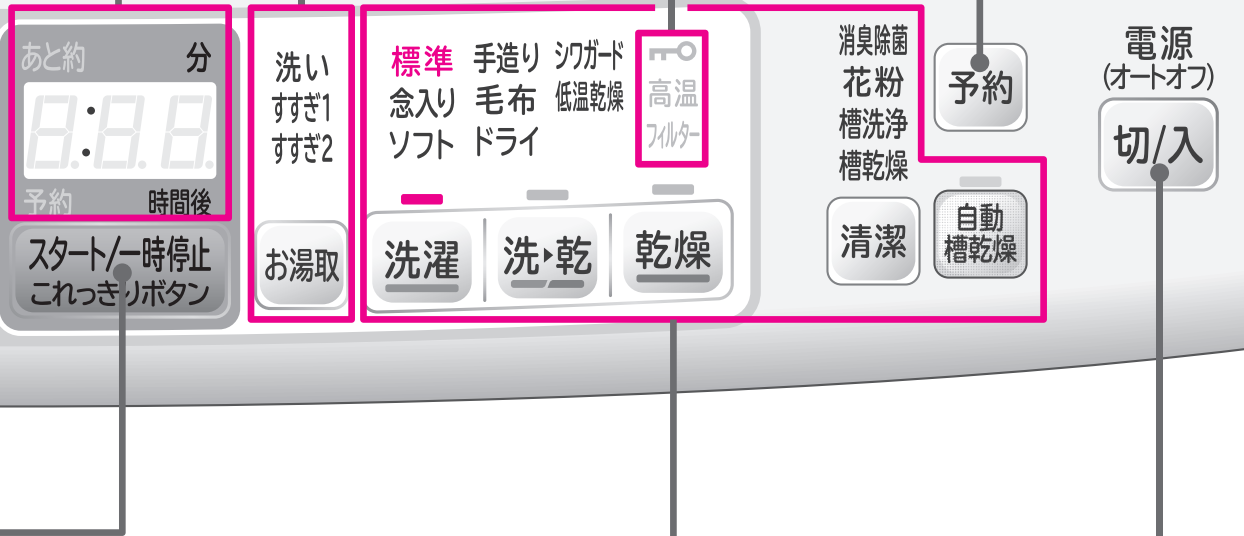 あと約 分
予約 時間後
スタート/一時停止
これっきりボタン
洗い
すすぎ1
すすぎ2
お湯取
標準 手造り シワガード
念入り 毛布 低温乾燥
ソフト ドライ
高温
フィルター
洗濯
洗▶乾
乾燥
消臭除菌
花粉
槽洗浄
槽乾燥
清潔
自動
槽乾燥
予約
電源
(オートオフ)
切/入